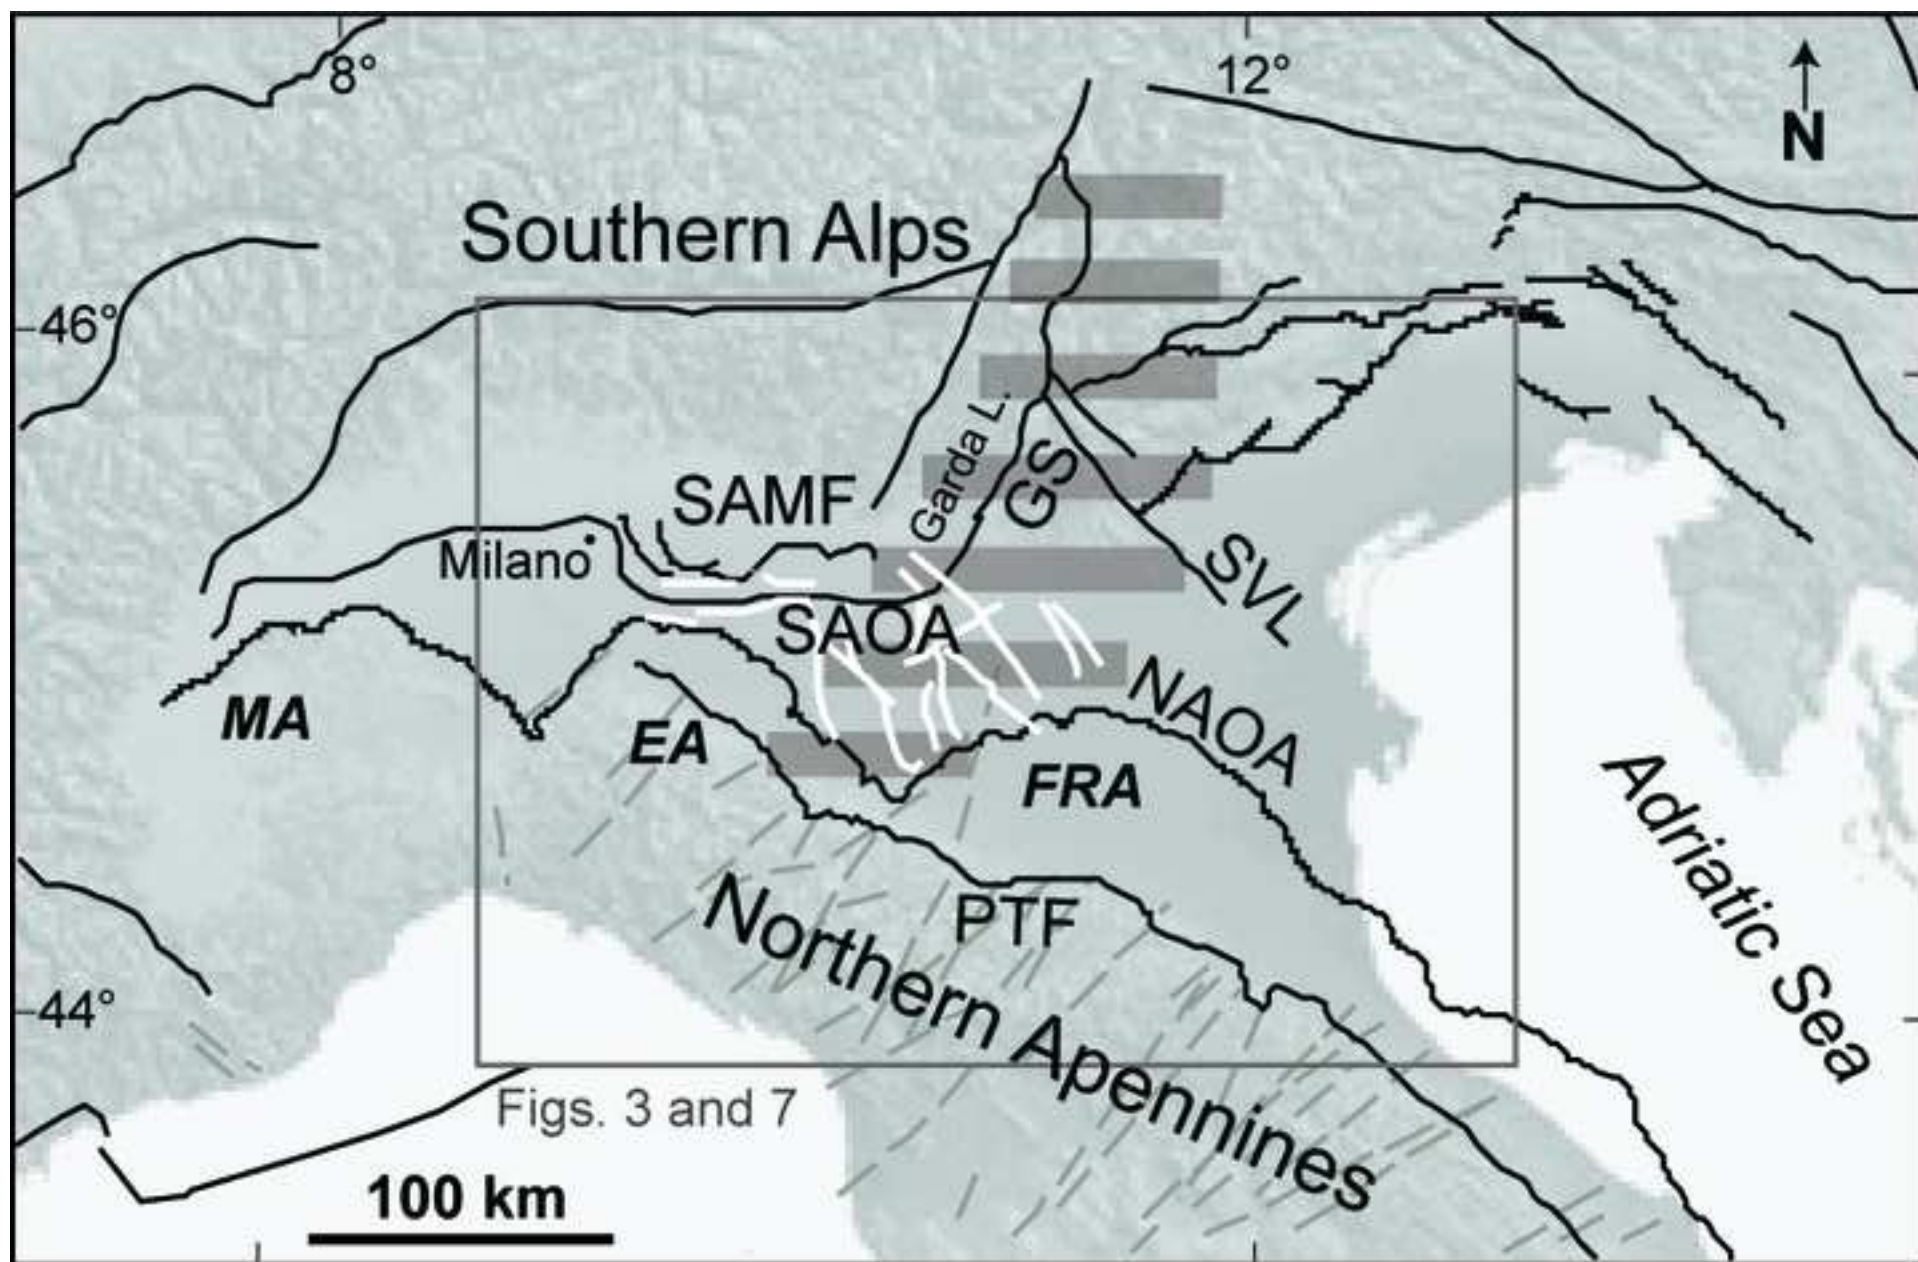 8°
12°
N
Southern Alps
46°
Garda L.
SAMF
GS
Milano
SVL
SAOA
NAOA
MA
EA
FRA
Adriatic Sea
PTF
Northern Apennines
44°
Figs. 3 and 7
100 km